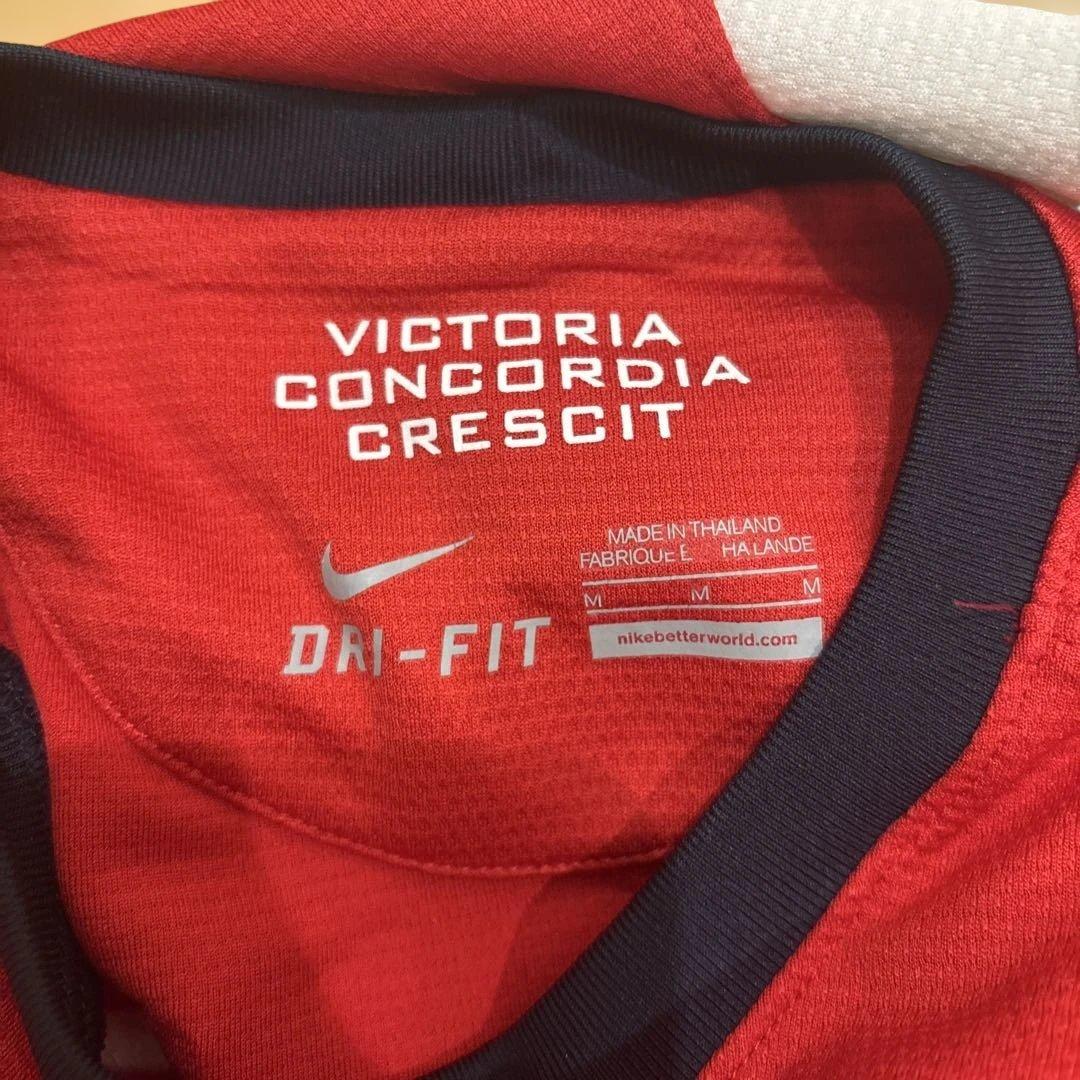 VICTORIA
CONCORDIA
CRESCIT
DRI-FIT
MADE IN THAILAND
M M M
nikebetterworld.com